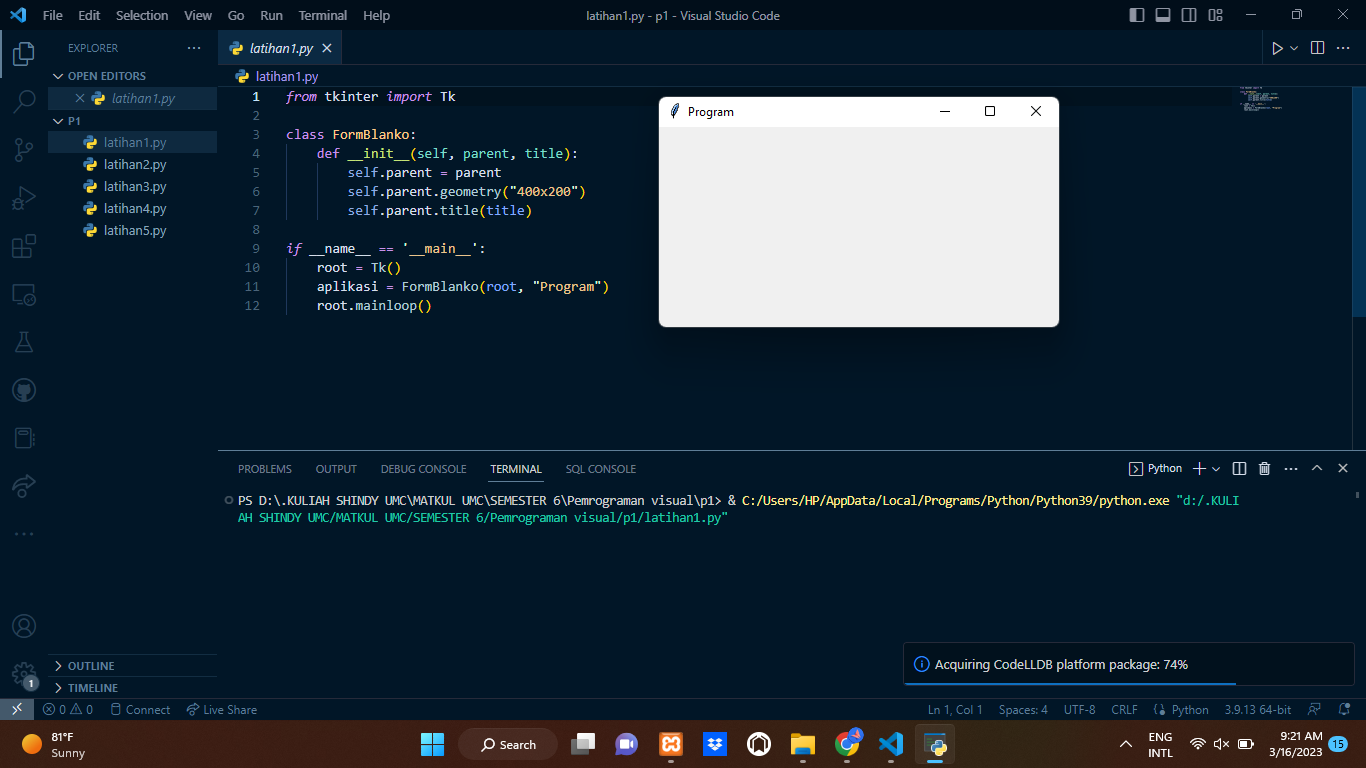 File Edit Selection View Go Run Terminal Help
latihan1.py - p1 - Visual Studio Code
EXPLORER
OPEN EDITORS
latihan1.py
P1
latihan1.py
latihan2.py
latihan3.py
latihan4.py
latihan5.py
OUTLINE
TIMELINE
latihan1.py
latihan1.py
1 from tkinter import Tk
2
3 class FormBlanko:
4 def __init__(self, parent, title):
5 self.parent = parent
6 self.parent.geometry("400x200")
7 self.parent.title(title)
8
9 if __name__ == '__main__':
10 root = Tk()
11 aplikasi = FormBlanko(root, "Program")
12 root.mainloop()
Program
PROBLEMS OUTPUT DEBUG CONSOLE TERMINAL SQL CONSOLE
Python
PS D:\.KULIAH SHINDY UMC\MATKUL UMC\SEMESTER 6\Pemrograman visual\p1> & C:/Users/HP/AppData/Local/Programs/Python/Python39/python.exe "d:/.KULI
AH SHINDY UMC/MATKUL UMC/SEMESTER 6/Pemrograman visual/p1/latihan1.py"
Acquiring CodeLLDB platform package: 74%
1
0 0 Connect Live Share
Ln 1, Col 1 Spaces: 4 UTF-8 CRLF Python 3.9.13 64-bit
81°F
Sunny
Search
ENG
INTL
9:21 AM
3/16/2023
15